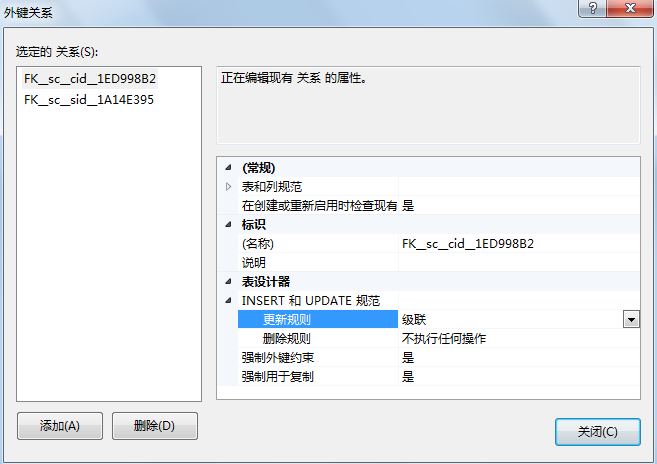 外键关系
选定的 关系(S):
FK__sc__cid__1ED998B2
FK__sc__sid__1A14E395
正在编辑现有 关系 的属性。
(常规)
表和列规范
在创建或重新启用时检查现有 是
标识
(名称) FK__sc__cid__1ED998B2
说明
表设计器
INSERT 和 UPDATE 规范
更新规则 级联
删除规则 不执行任何操作
强制外键约束 是
强制用于复制 是
添加(A) 删除(D)
关闭(C)